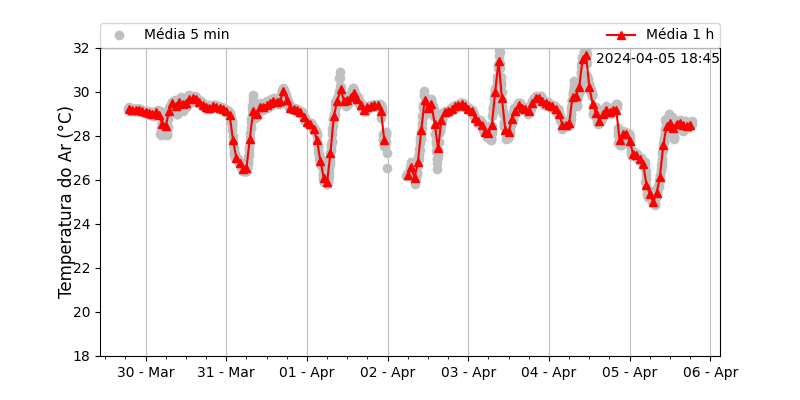 Média 5 min
Média 1 h
2024-04-05 18:45
Temperatura do Ar (°C)
32
30
28
26
24
22
20
18
30 - Mar
31 - Mar
01 - Apr
02 - Apr
03 - Apr
04 - Apr
05 - Apr
06 - Apr